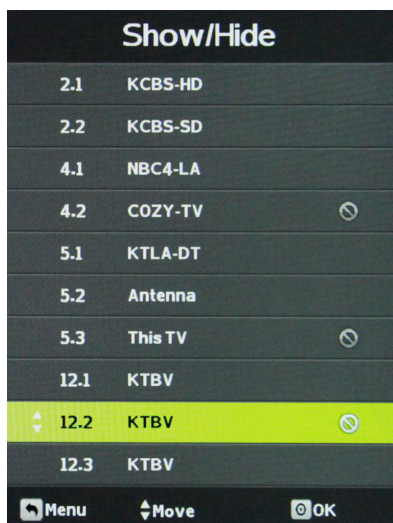 Show/Hide
2.1 KCBS-HD
2.2 KCBS-SD
4.1 NBC4-LA
4.2 COZY-TV
5.1 KTLA-DT
5.2 Antenna
5.3 This TV
12.1 KTBV
12.2 KTBV
12.3 KTBV
Menu Move OK